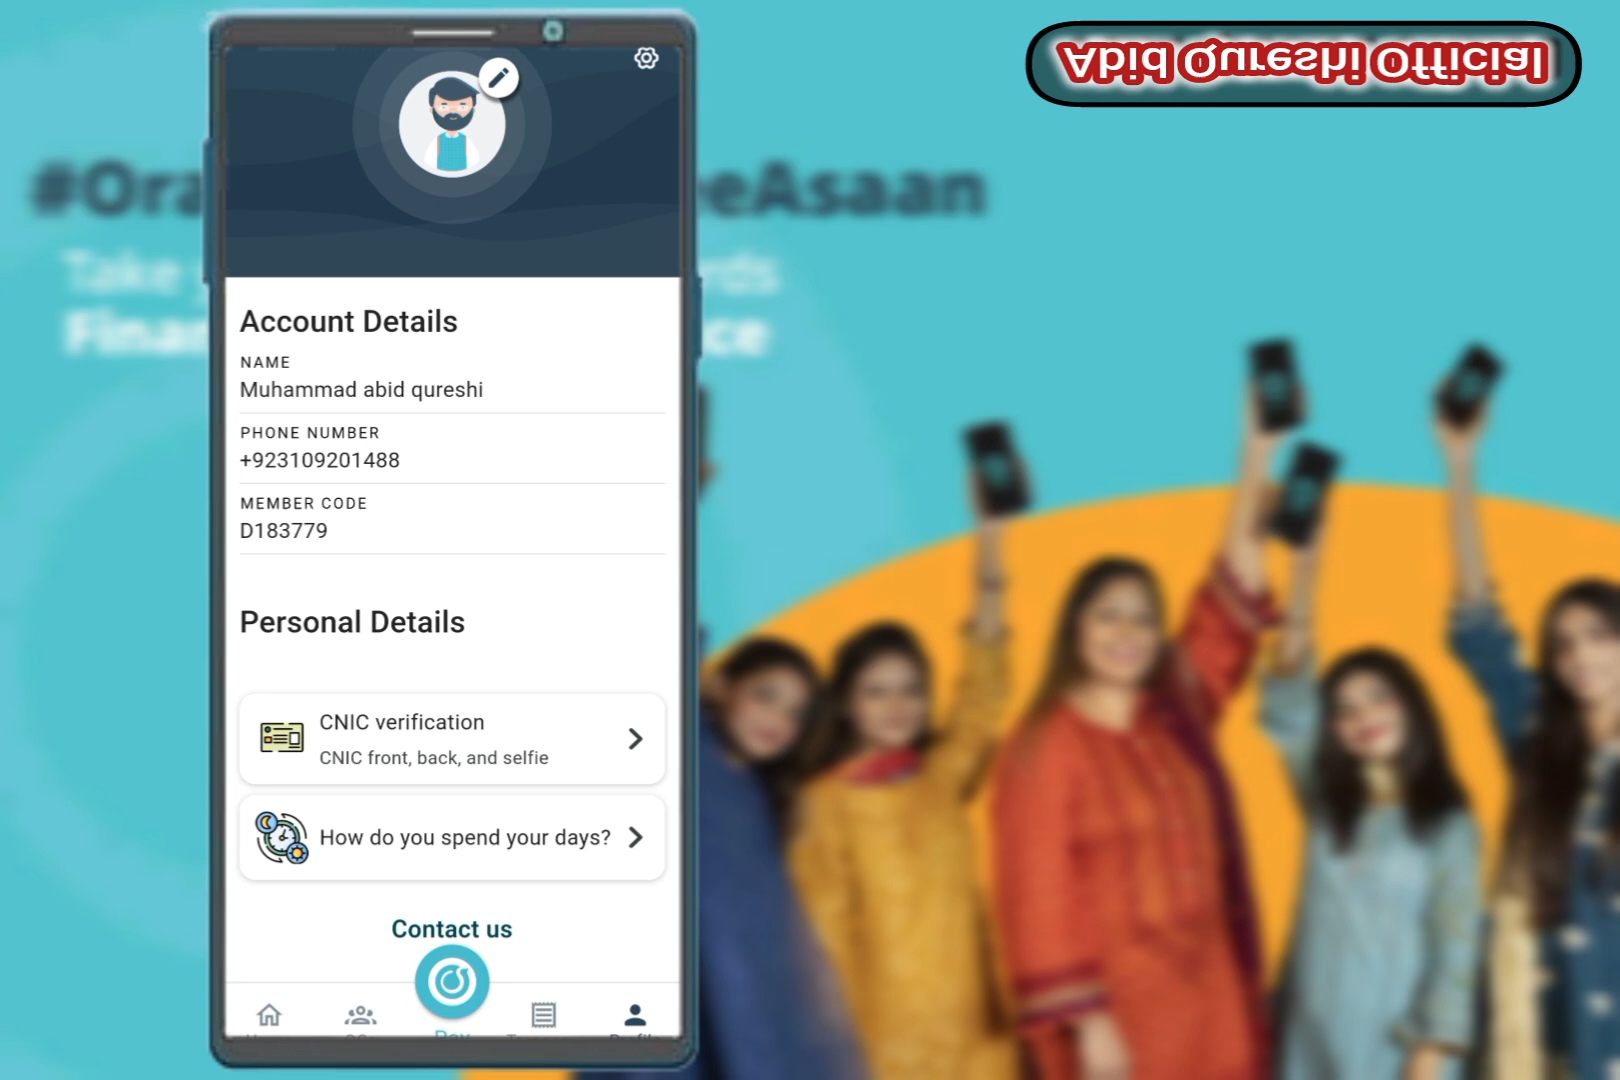 Abid Qureshi Official
Take
Account Details
NAME
Muhammad abid qureshi
PHONE NUMBER
+923109201488
MEMBER CODE
D183779
Personal Details
CNIC verification
CNIC front, back, and selfie
How do you spend your days?
Contact us